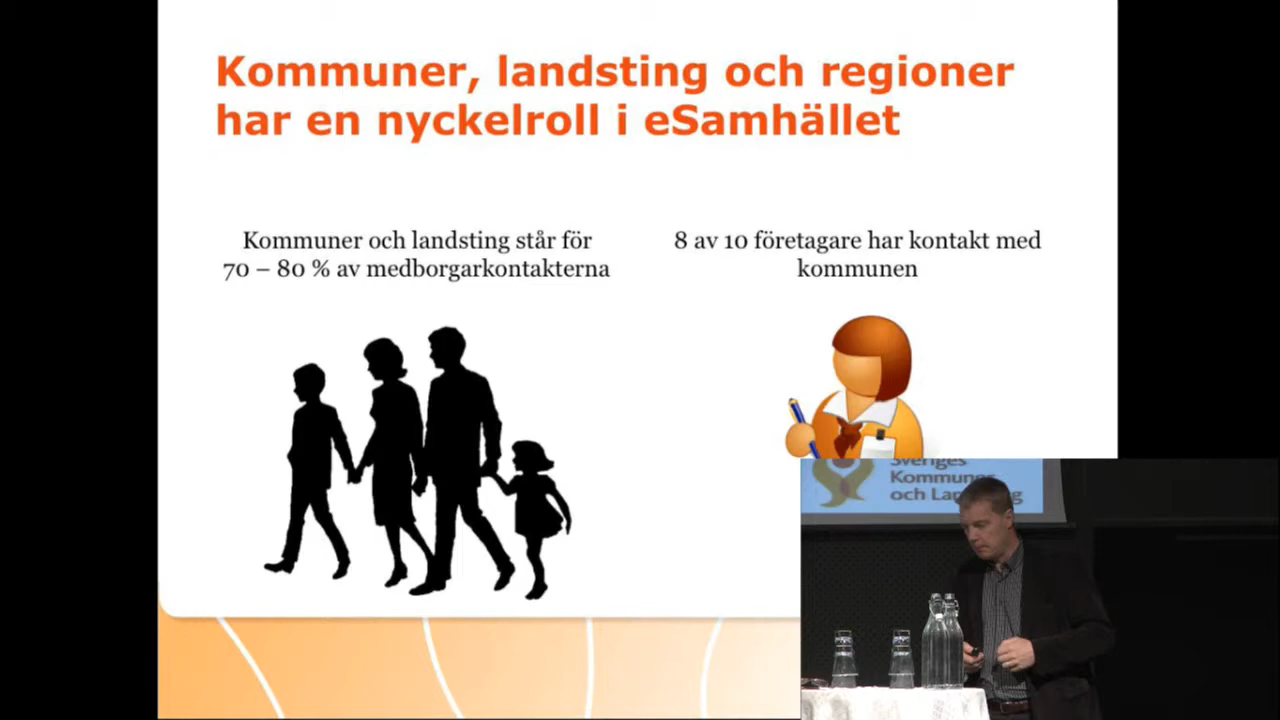 Kommuner, landsting och regioner
har en nyckelroll i eSamhället
Kommuner och landsting står för
70 – 80 % av medborgarkontakterna
8 av 10 företagare har kontakt med
kommunen
Sveriges
Kommuner
och Landsting